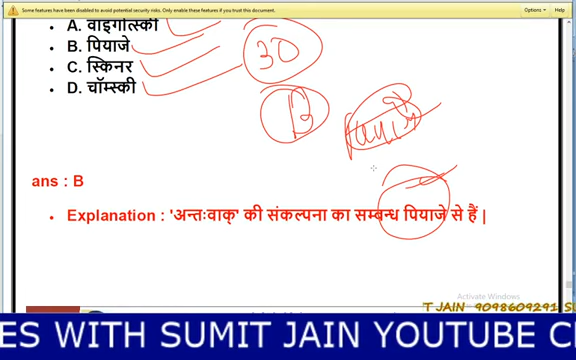 Some features have been disabled to avoid potential security risks. Only enable these features if you trust this document.
Options
• A. वाइगोत्स्की
• B. पियाजे
• C. स्किनर
• D. चॉम्स्की
30
B
ans : B
• Explanation : 'अन्तःवाक्' की संकल्पना का सम्बन्ध पियाजे से हैं |
Activate Windows
T JAIN 9098609291 SU
ES WITH SUMIT JAIN YOUTUBE C